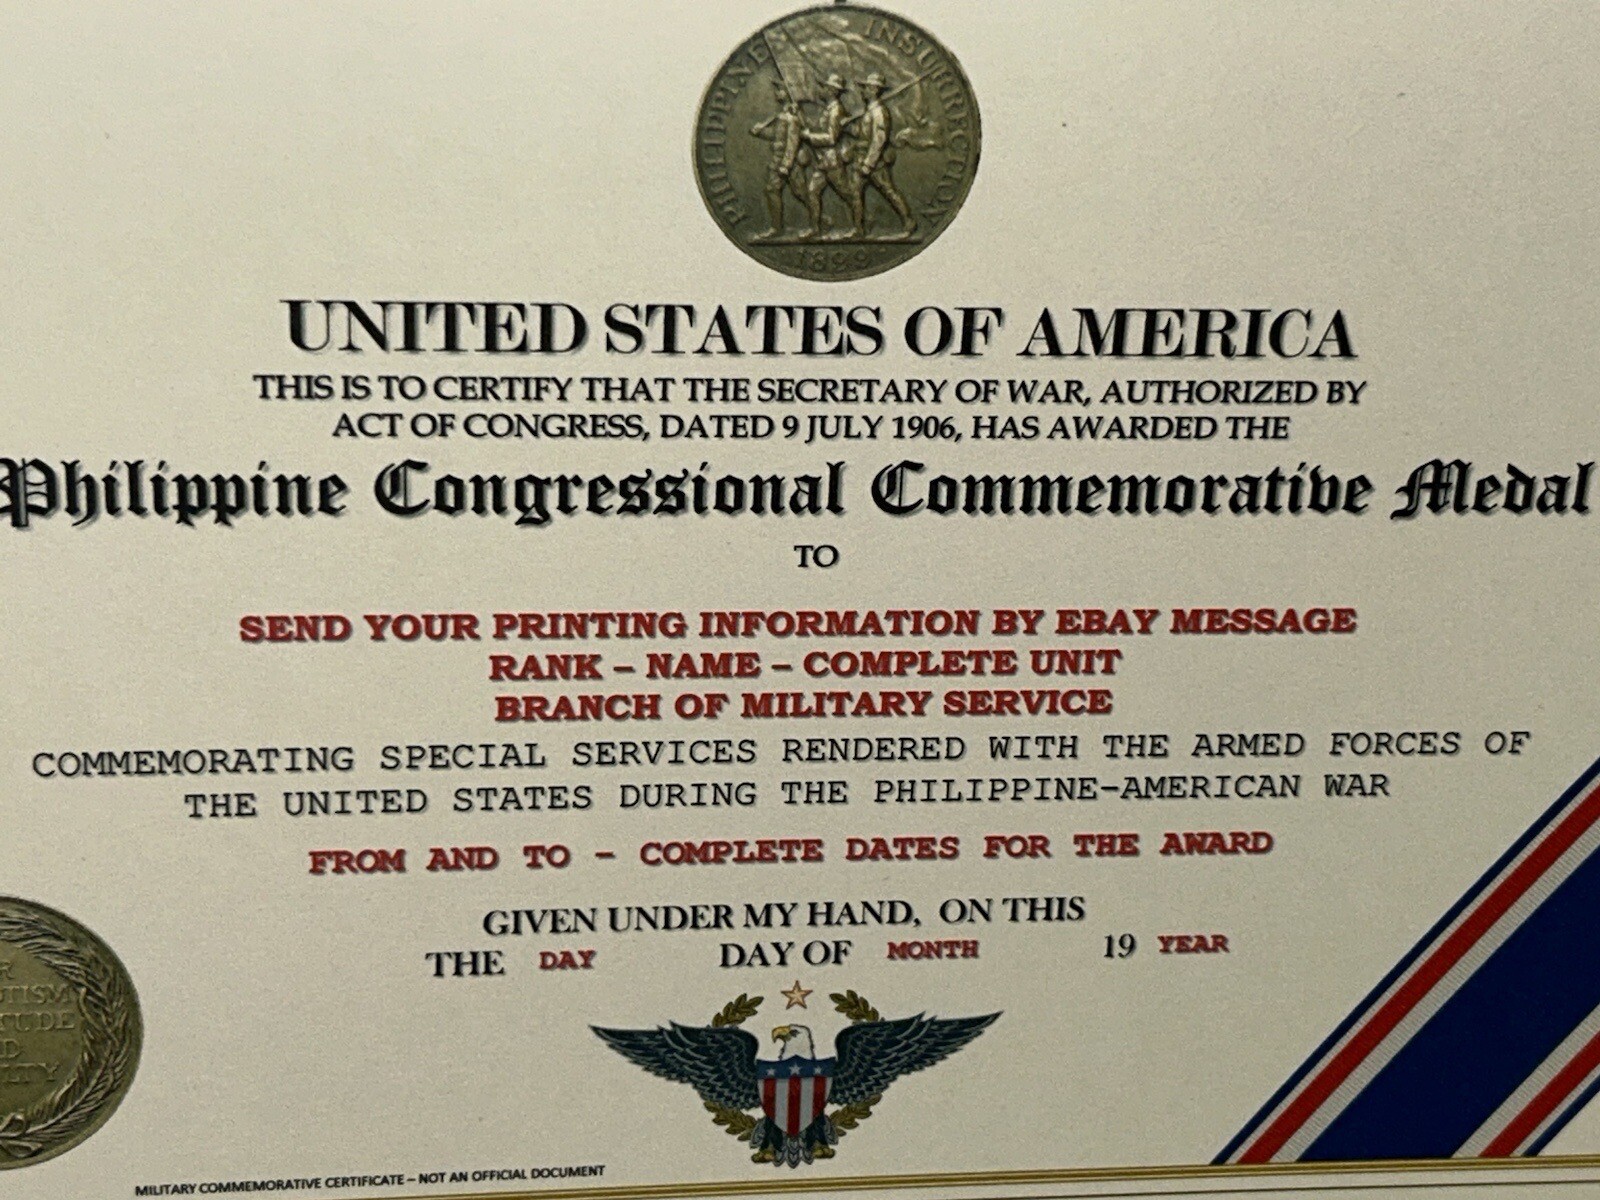 PHILIPPINE INSURRECTION
1899
UNITED STATES OF AMERICA
THIS IS TO CERTIFY THAT THE SECRETARY OF WAR, AUTHORIZED BY
ACT OF CONGRESS, DATED 9 JULY 1906, HAS AWARDED THE
Philippine Congressional Commemorative Medal
TO
SEND YOUR PRINTING INFORMATION BY EBAY MESSAGE
RANK – NAME – COMPLETE UNIT
BRANCH OF MILITARY SERVICE
COMMEMORATING SPECIAL SERVICES RENDERED WITH THE ARMED FORCES OF
THE UNITED STATES DURING THE PHILIPPINE-AMERICAN WAR
FROM AND TO – COMPLETE DATES FOR THE AWARD
GIVEN UNDER MY HAND, ON THIS
THE DAY DAY OF MONTH 19 YEAR
MILITARY COMMEMORATIVE CERTIFICATE – NOT AN OFFICIAL DOCUMENT